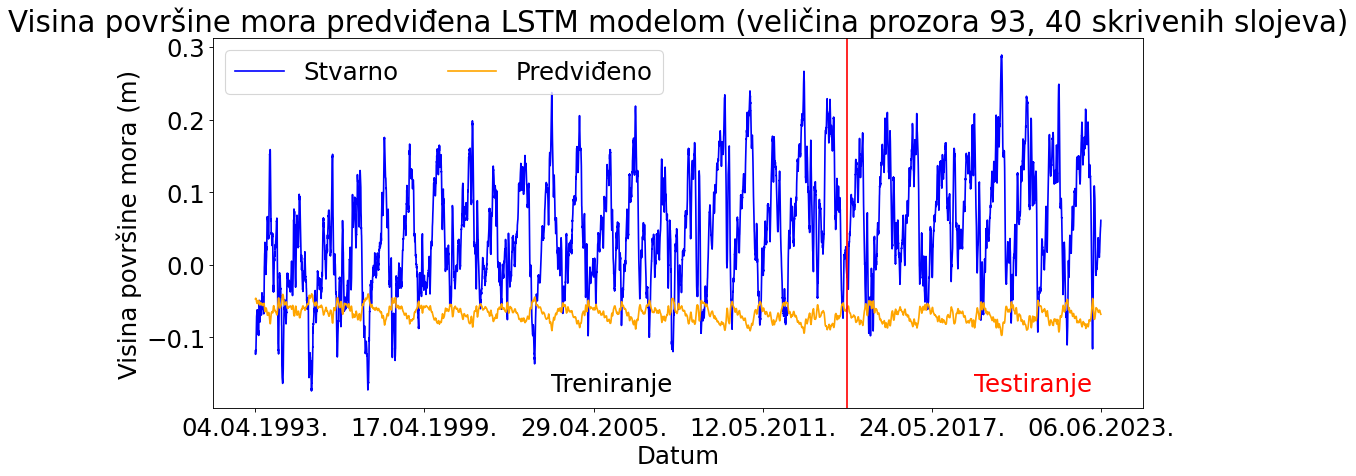 Visina površine mora predviđena LSTM modelom (veličina prozora 93, 40 skrivenih slojeva)
Stvarno
Predviđeno
Visina površine mora (m)
0.3
0.2
0.1
0.0
−0.1
Treniranje
Testiranje
04.04.1993.
17.04.1999.
29.04.2005.
12.05.2011.
24.05.2017.
06.06.2023.
Datum